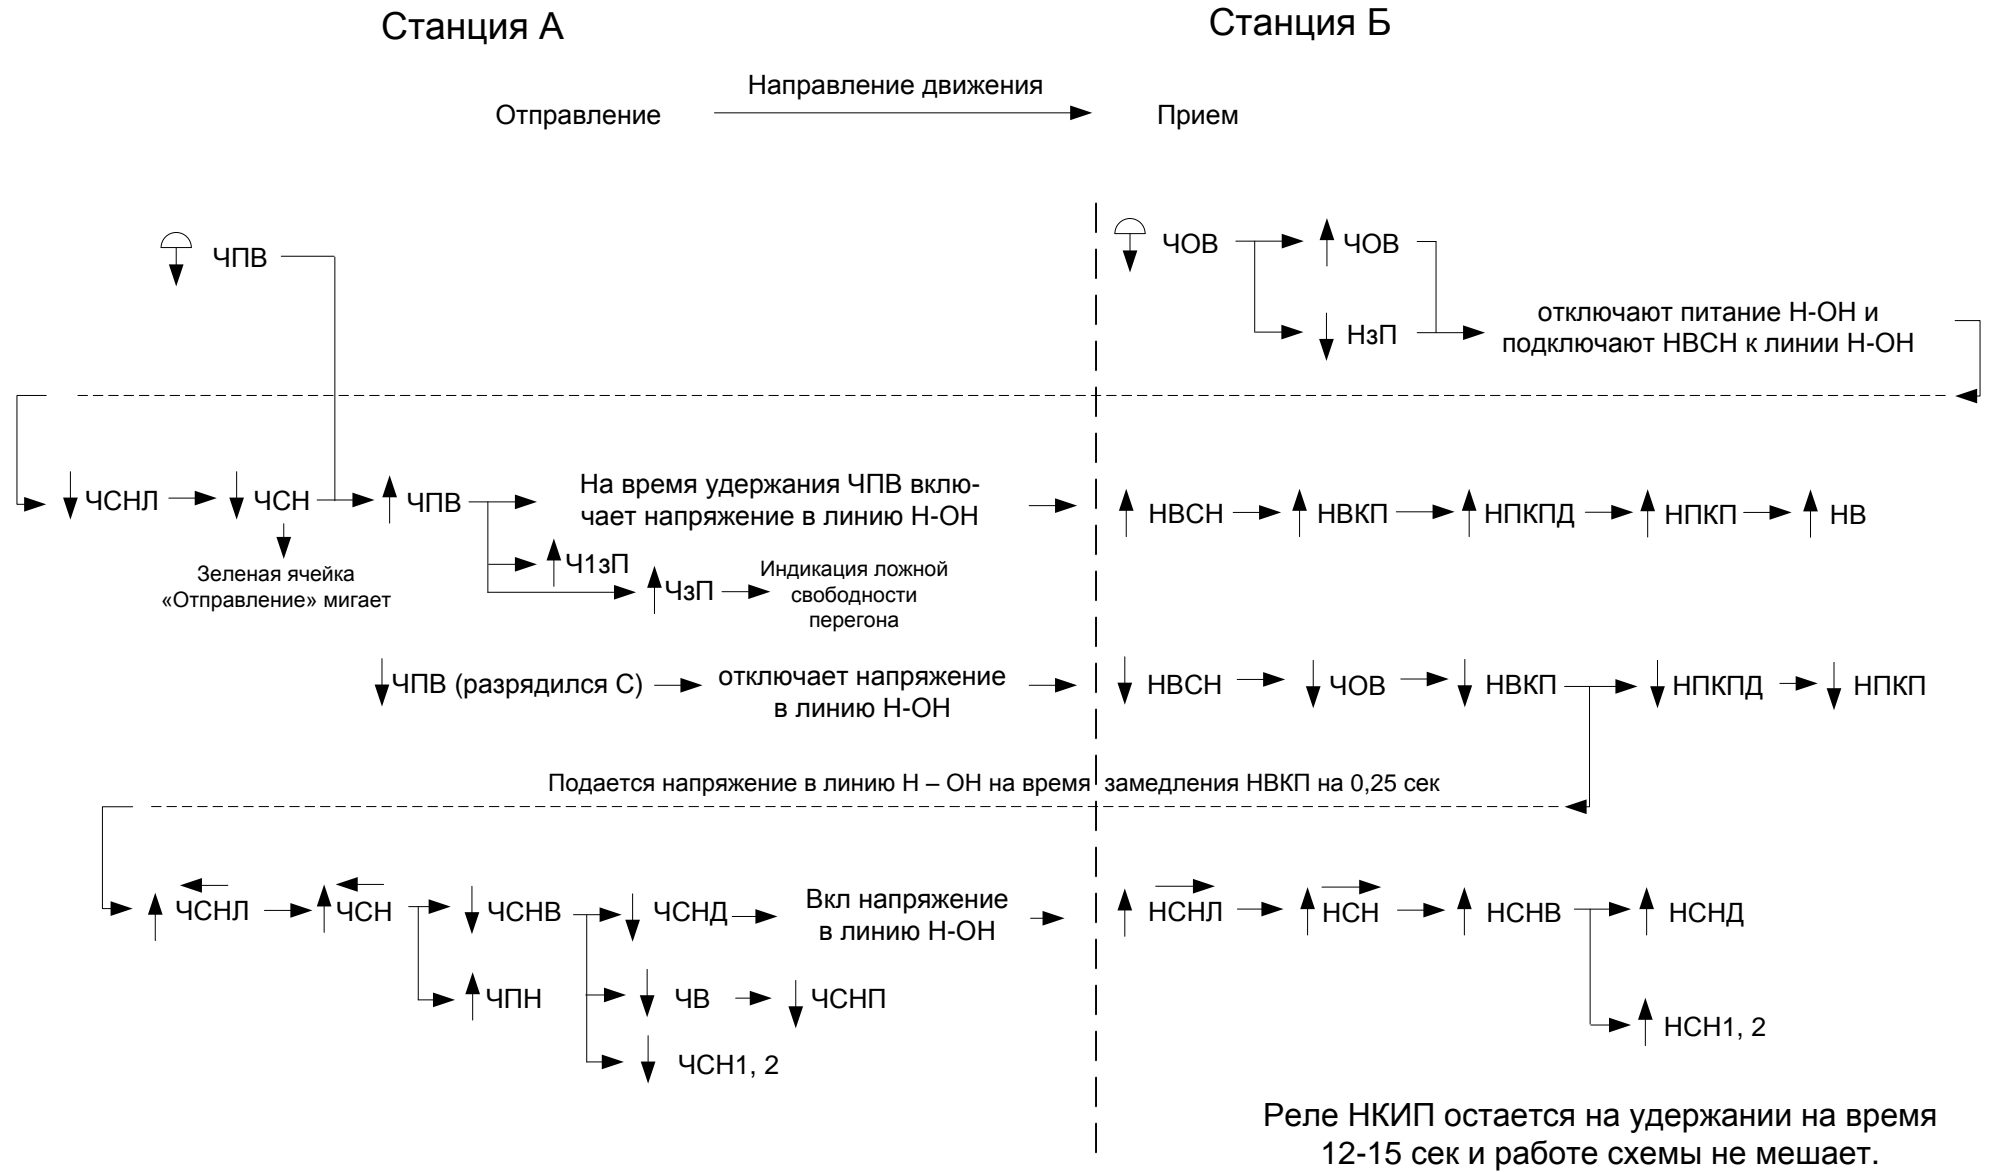 Станция А
Станция Б
Направление движения
Отправление
Прием
ЧПВ
ЧОВ
ЧОВ
НзП
отключают питание Н-ОН и
подключают НВСН к линии Н-ОН
ЧСНЛ
ЧСН
ЧПВ
На время удержания ЧПВ вклю-
чает напряжение в линию Н-ОН
НВСН
НВКП
НПКПД
НПКП
НВ
Зеленая ячейка
«Отправление» мигает
Ч1зП
ЧзП
Индикация ложной
свободности
перегона
ЧПВ (разрядился С)
отключает напряжение
в линию Н-ОН
НВСН
ЧОВ
НВКП
НПКПД
НПКП
Подается напряжение в линию Н – ОН на время замедления НВКП на 0,25 сек
ЧСНЛ
ЧСН
ЧСНВ
ЧСНД
Вкл напряжение
в линию Н-ОН
НСНЛ
НСН
НСНВ
НСНД
ЧПН
ЧВ
ЧСНП
НСН1, 2
ЧСН1, 2
Реле НКИП остается на удержании на время
12-15 сек и работе схемы не мешает.